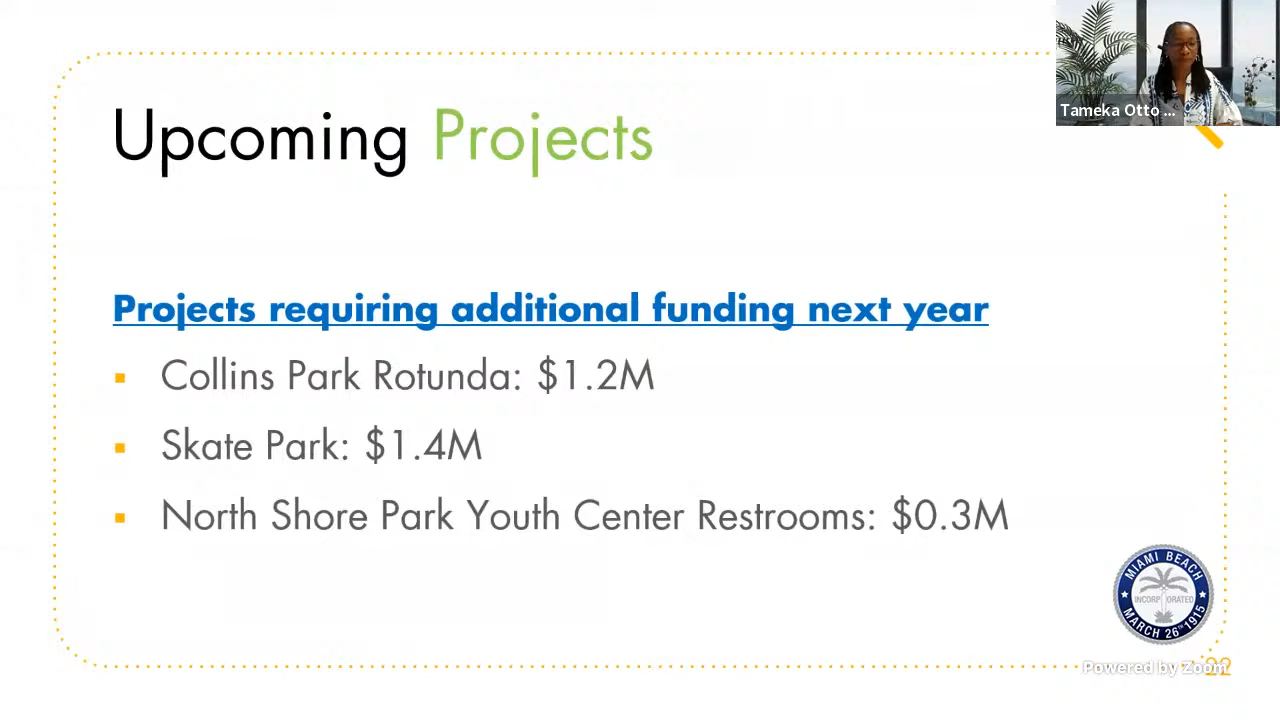 Tameka Otto ...
Upcoming Projects
Projects requiring additional funding next year
Collins Park Rotunda: $1.2M
Skate Park: $1.4M
North Shore Park Youth Center Restrooms: $0.3M
MIAMI BEACH
INCORPORATED
MARCH 26TH 1915
Powered by Zoom
22